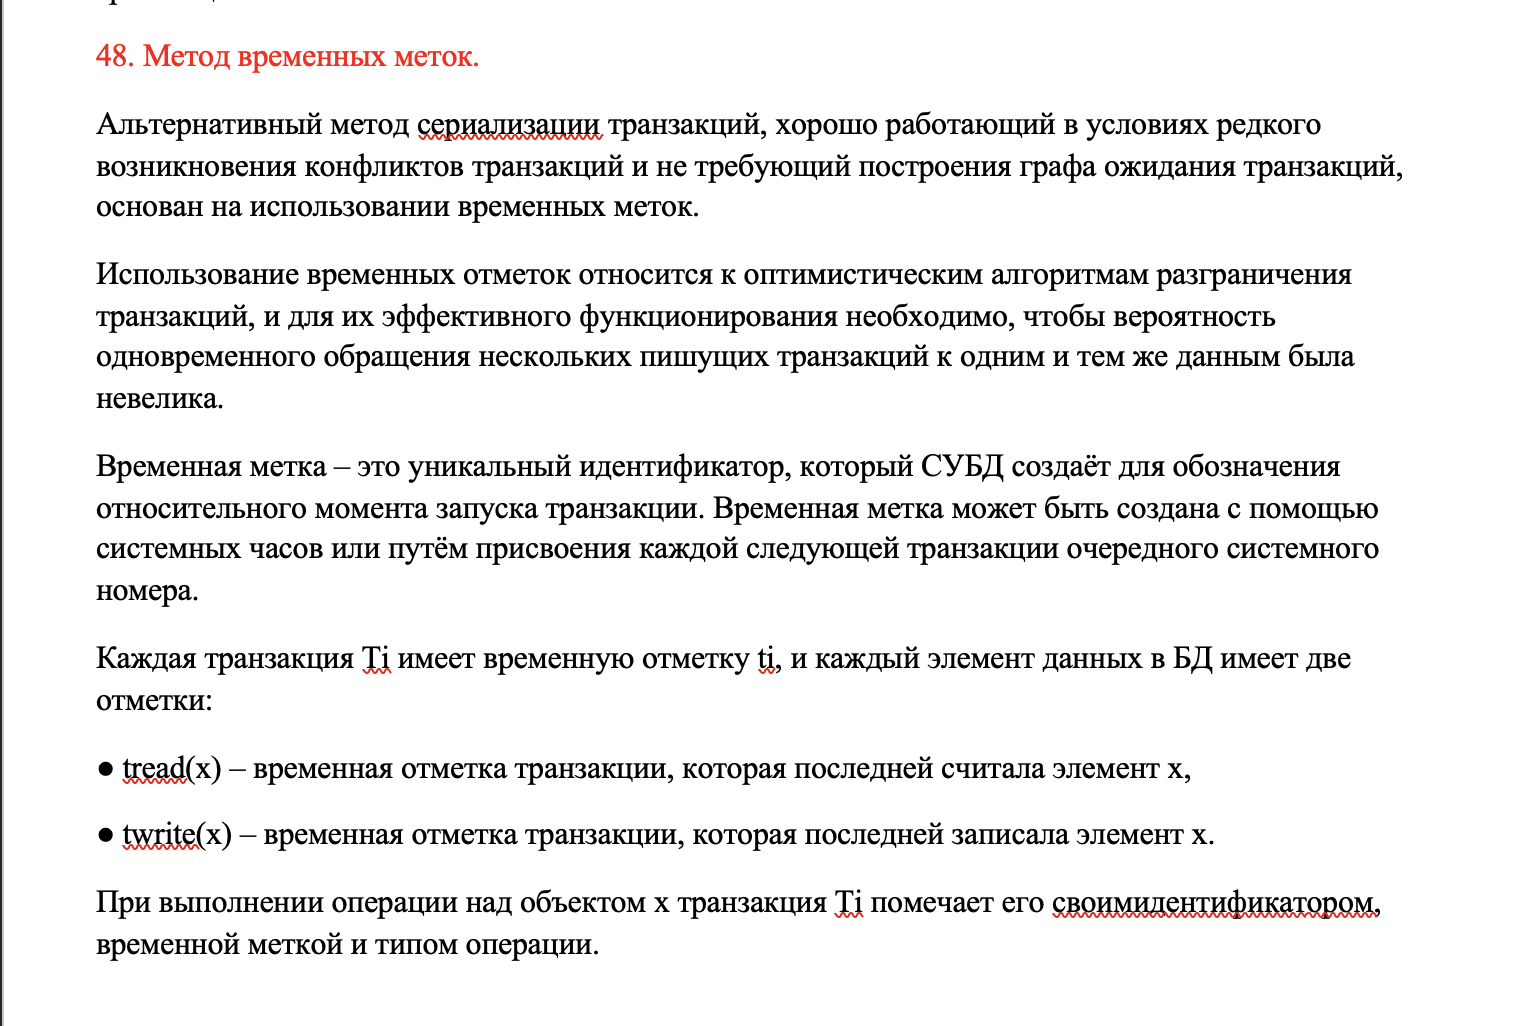 48. Метод временных меток.
Альтернативный метод сериализации транзакций, хорошо работающий в условиях редкого
возникновения конфликтов транзакций и не требующий построения графа ожидания транзакций,
основан на использовании временных меток.
Использование временных отметок относится к оптимистическим алгоритмам разграничения
транзакций, и для их эффективного функционирования необходимо, чтобы вероятность
одновременного обращения нескольких пишущих транзакций к одним и тем же данным была
невелика.
Временная метка – это уникальный идентификатор, который СУБД создаёт для обозначения
относительного момента запуска транзакции. Временная метка может быть создана с помощью
системных часов или путём присвоения каждой следующей транзакции очередного системного
номера.
Каждая транзакция Ti имеет временную отметку ti, и каждый элемент данных в БД имеет две
отметки:
● tread(x) – временная отметка транзакции, которая последней считала элемент x,
● twrite(x) – временная отметка транзакции, которая последней записала элемент x.
При выполнении операции над объектом x транзакция Ti помечает его своимидентификатором,
временной меткой и типом операции.